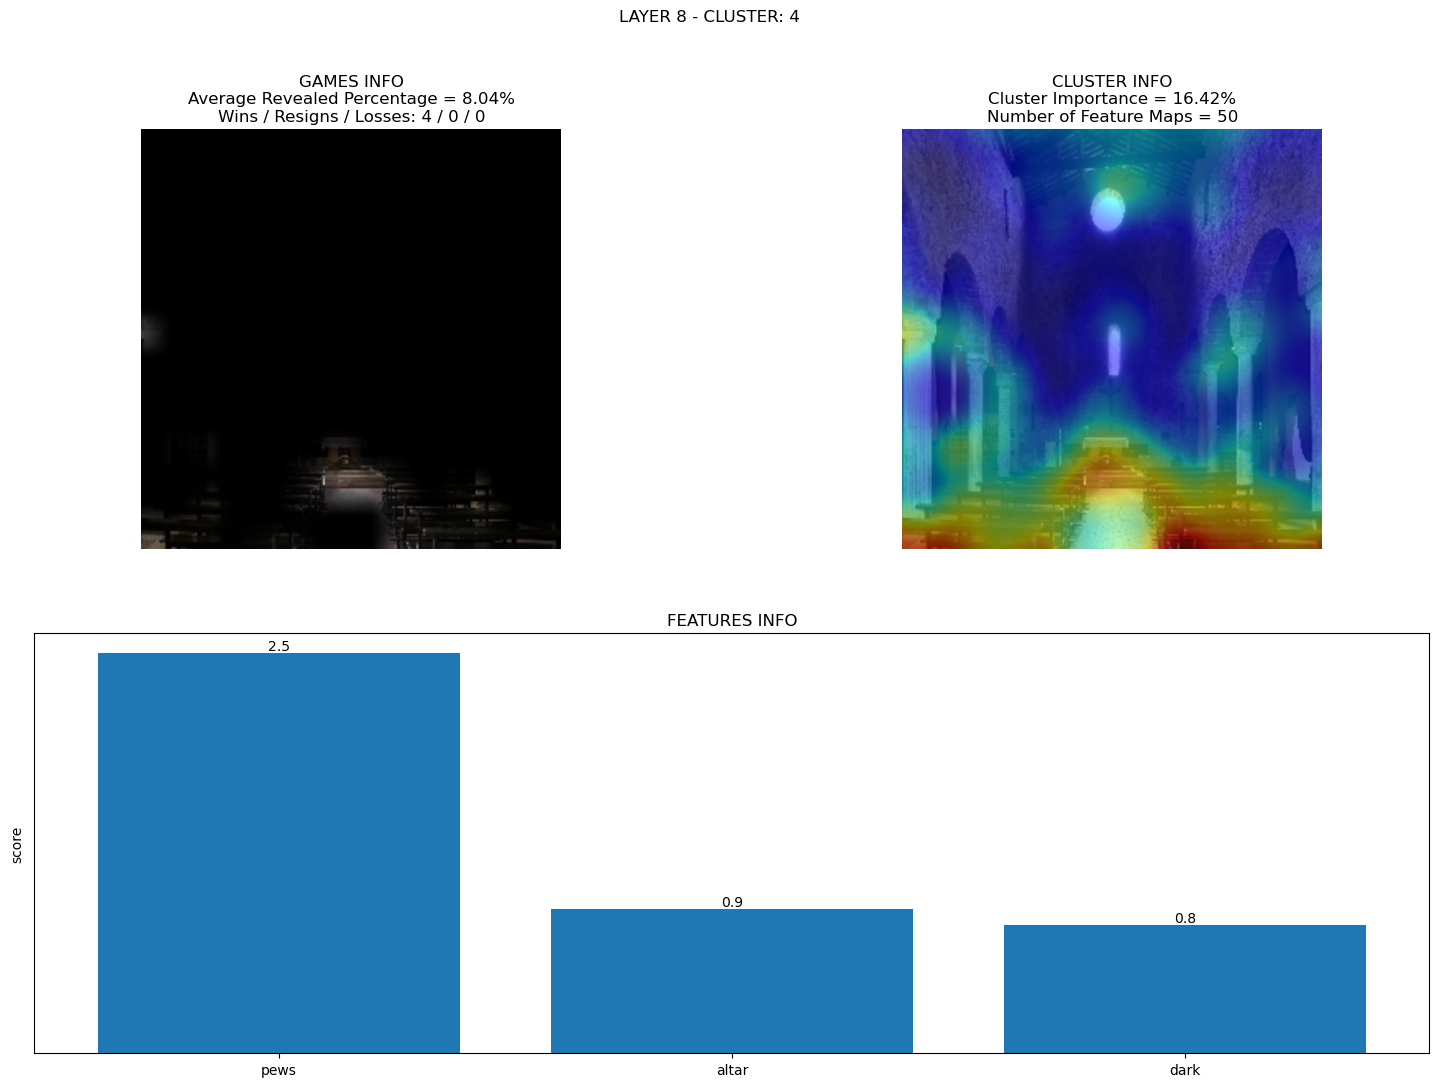 LAYER 8 - CLUSTER: 4
GAMES INFO
Average Revealed Percentage = 8.04%
Wins / Resigns / Losses: 4 / 0 / 0
CLUSTER INFO
Cluster Importance = 16.42%
Number of Feature Maps = 50
FEATURES INFO
score
2.5
0.9
0.8
pews
altar
dark